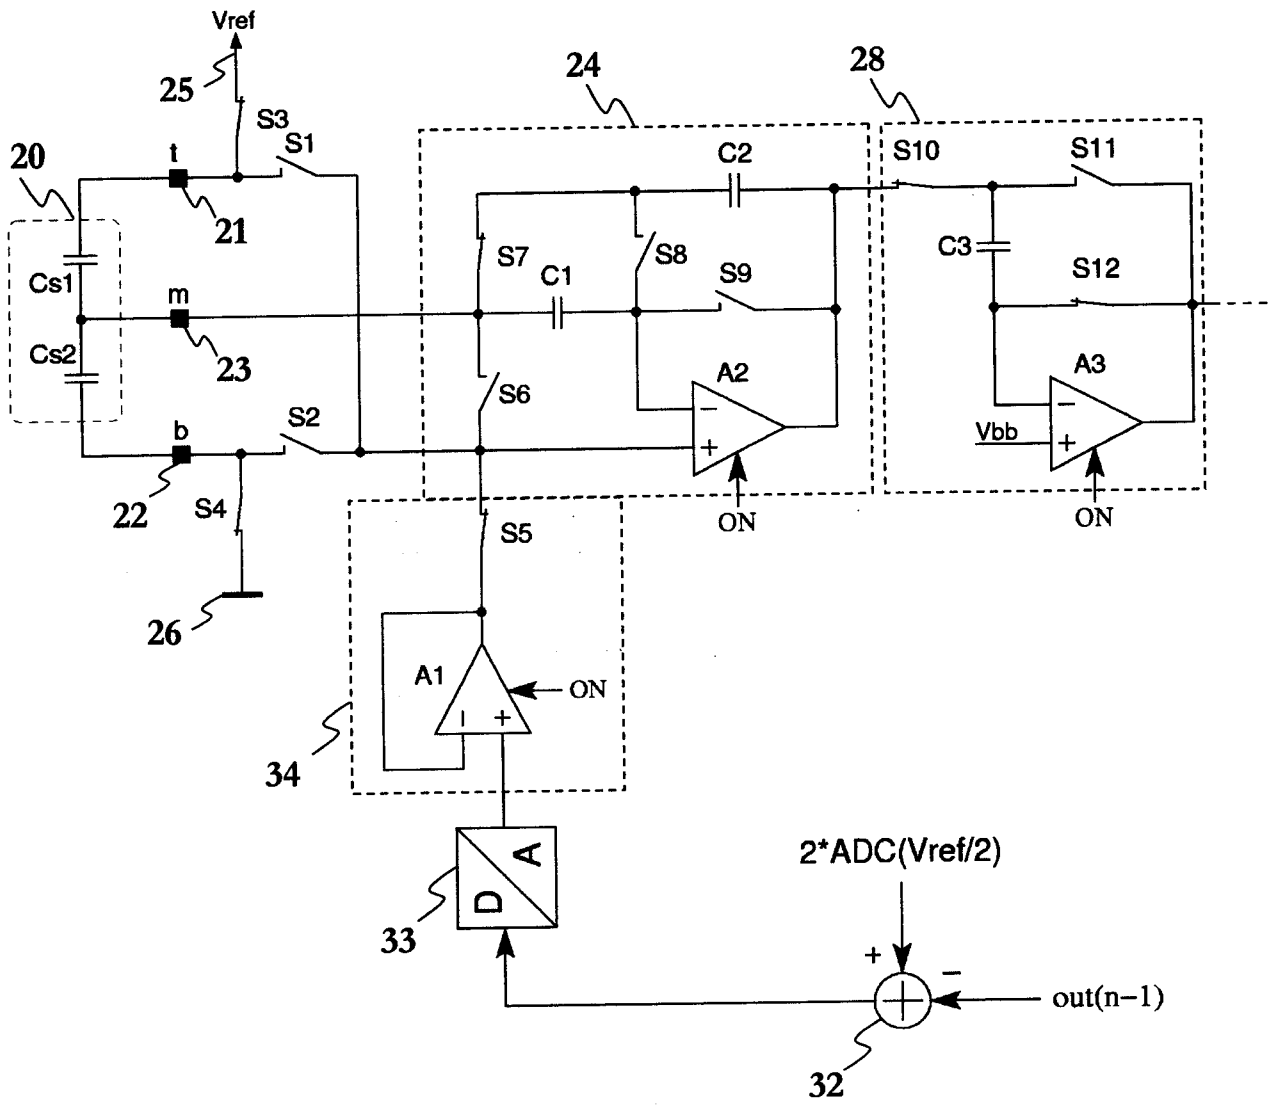 Vref
25
S3
S1
24
28
20
t
21
C2
S10
S11
Cs1
S7
S8
C1
S9
C3
S12
m
23
Cs2
S6
A2
A3
−
+
Vbb
−
+
S2
b
22
S4
ON
ON
S5
26
A1
ON
− +
34
2*ADC(Vref/2)
A
D
33
+
−
+
out(n−1)
32